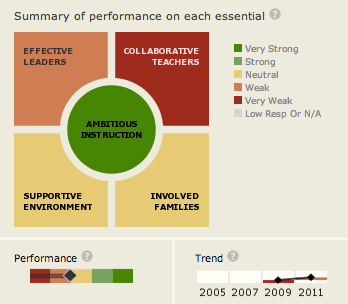 Summary of performance on each essential ?
EFFECTIVE
LEADERS
COLLABORATIVE
TEACHERS
AMBITIOUS
INSTRUCTION
SUPPORTIVE
ENVIRONMENT
INVOLVED
FAMILIES
Very Strong
Strong
Neutral
Weak
Very Weak
Low Resp Or N/A
Performance ?
Trend ?
2005 2007 2009 2011